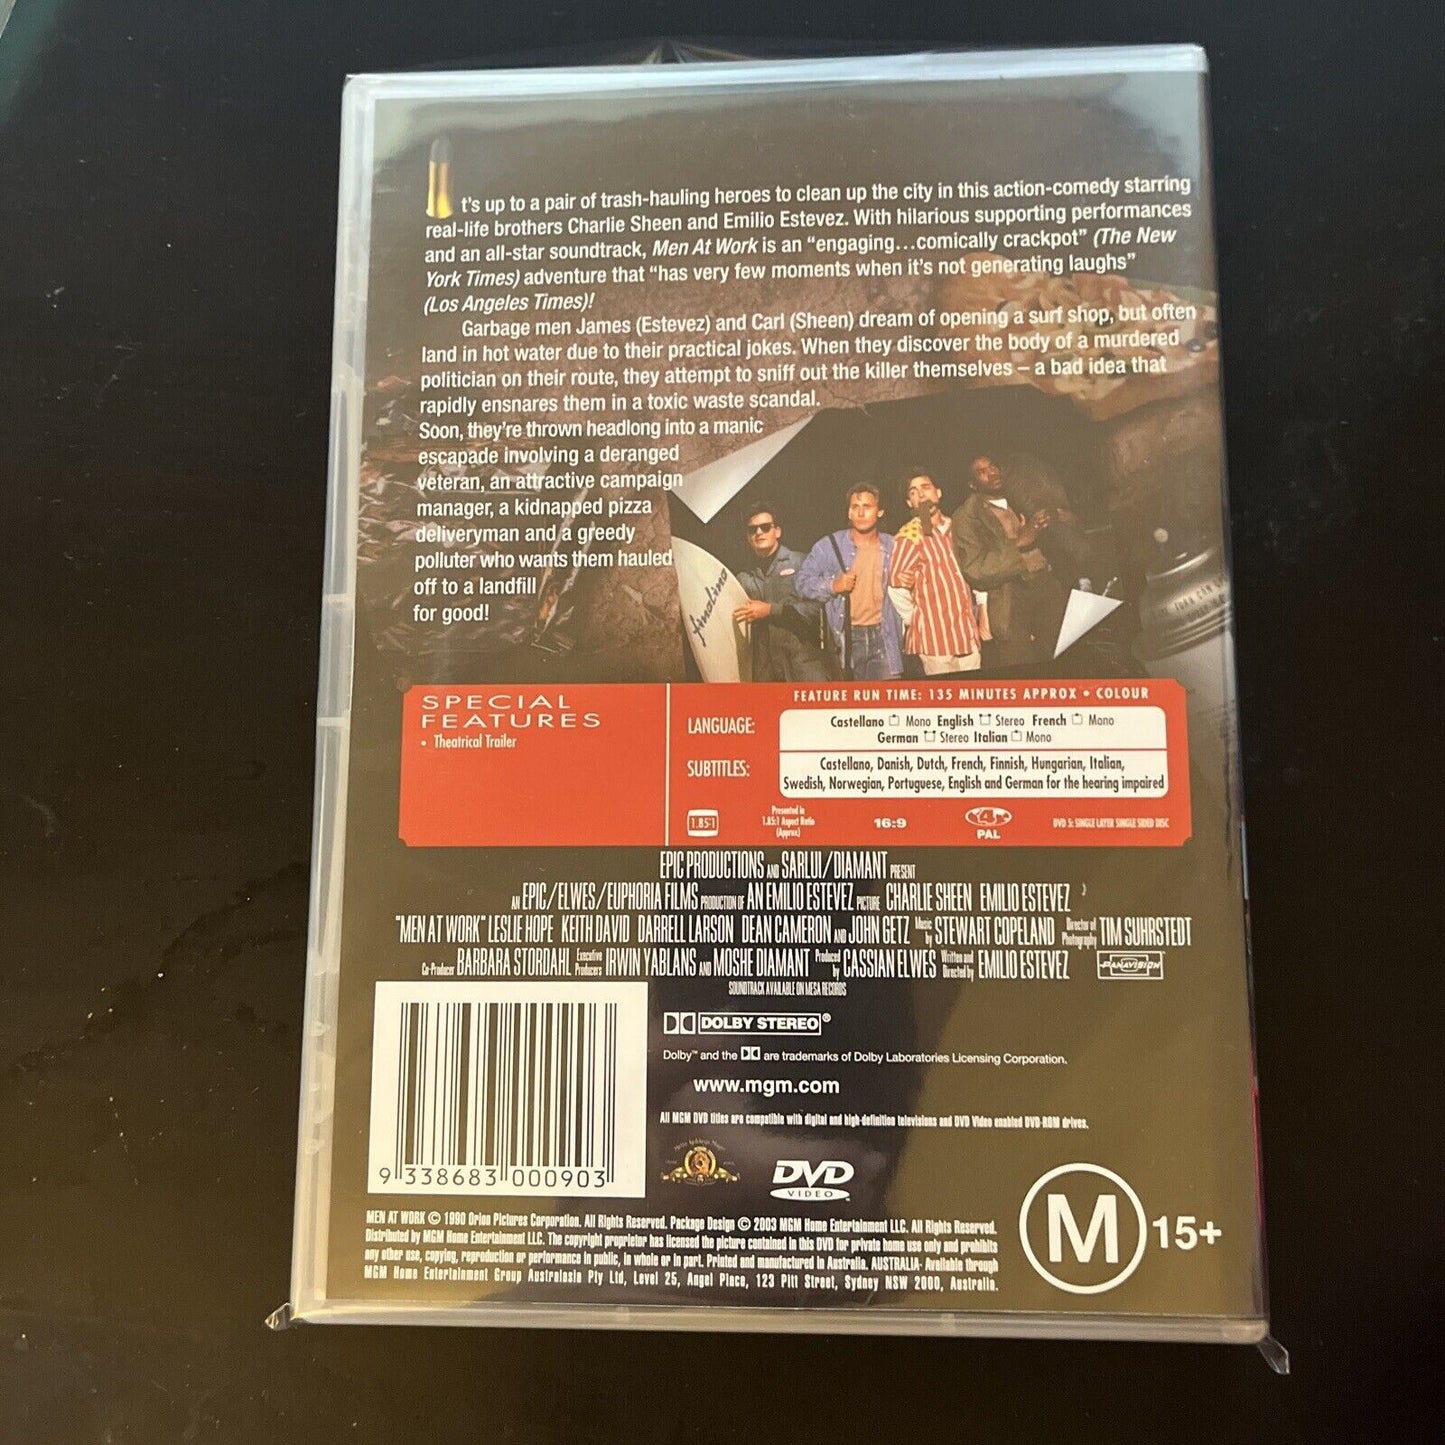 It's up to a pair of trash-hauling heroes to clean up the city in this action-comedy starring
real-life brothers Charlie Sheen and Emilio Estevez. With hilarious supporting performances
and an all-star soundtrack, Men At Work is an “engaging…comically crackpot” (The New
York Times) adventure that “has very few moments when it’s not generating laughs”
(Los Angeles Times)!
Garbage men James (Estevez) and Carl (Sheen) dream of opening a surf shop, but often
land in hot water due to their practical jokes. When they discover the body of a murdered
politician on their route, they attempt to sniff out the killer themselves – a bad idea that
rapidly ensnares them in a toxic waste scandal.
Soon, they’re thrown headlong into a manic
escapade involving a deranged
veteran, an attractive campaign
manager, a kidnapped pizza
deliveryman and a greedy
polluter who wants them hauled
off to a landfill
for good!
SPECIAL
FEATURES
• Theatrical Trailer
FEATURE RUN TIME: 135 MINUTES APPROX • COLOUR
LANGUAGE:
Castellano Mono English Stereo French Mono
German Stereo Italian Mono
SUBTITLES:
Castellano, Danish, Dutch, French, Finnish, Hungarian, Italian,
Swedish, Norwegian, Portuguese, English and German for the hearing impaired
1.85:1
Presented in
1.85:1 Aspect Ratio
(Approx)
16:9
4
PAL
DVD 5: SINGLE LAYER SINGLE SIDED DISC
EPIC PRODUCTIONS AND SARLUI/DIAMANT PRESENT
AN EPIC/ELWES/EUPHORIA FILMS PRODUCTION OF AN EMILIO ESTEVEZ PICTURE CHARLIE SHEEN EMILIO ESTEVEZ
"MEN AT WORK" LESLIE HOPE KEITH DAVID DARRELL LARSON DEAN CAMERON AND JOHN GETZ Music by STEWART COPELAND Director of Photography TIM SUHRSTEDT
Co-Producer BARBARA STORDAHL Executive Producers IRWIN YABLANS AND MOSHE DIAMANT Produced by CASSIAN ELWES Written and Directed by EMILIO ESTEVEZ PANAVISION
SOUNDTRACK AVAILABLE ON MESA RECORDS
DOLBY STEREO®
Dolby™ and the are trademarks of Dolby Laboratories Licensing Corporation.
www.mgm.com
All MGM DVD titles are compatible with digital and high-definition televisions and DVD Video enabled DVD-ROM drives.
9 338683 000903
DVD
VIDEO
M 15+
MEN AT WORK © 1990 Orion Pictures Corporation. All Rights Reserved. Package Design © 2003 MGM Home Entertainment LLC. All Rights Reserved.
Distributed by MGM Home Entertainment LLC. The copyright proprietor has licensed the picture contained in this DVD for private home use only and prohibits
any other use, copying, reproduction or performance in public, in whole or in part. Printed and manufactured in Australia. AUSTRALIA- Available through
MGM Home Entertainment Group Australasia Pty Ltd, Level 25, Angel Place, 123 Pitt Street, Sydney NSW 2000, Australia.